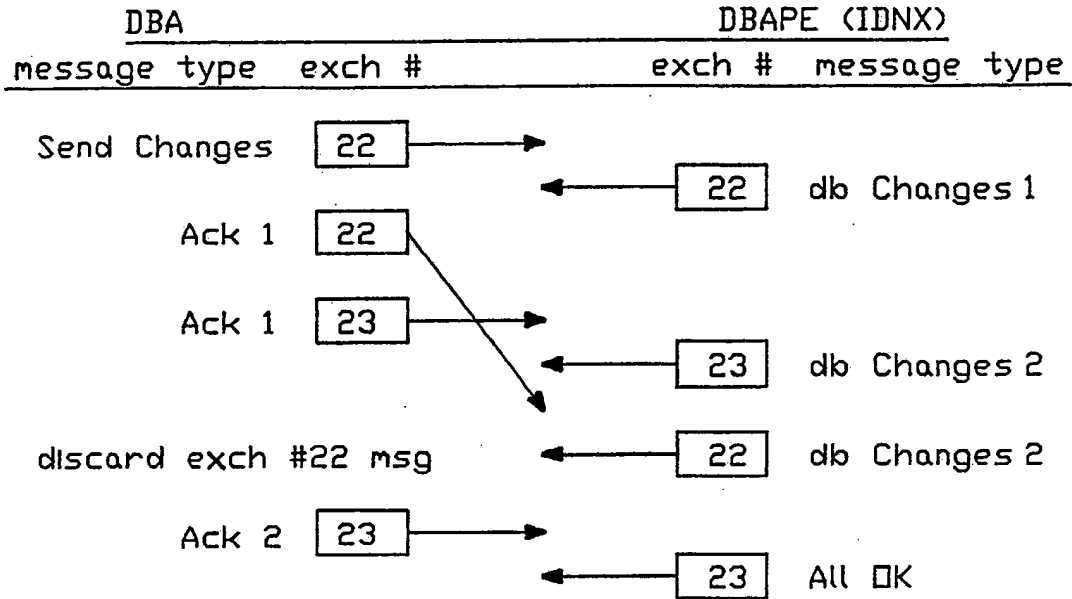 DBA DBAPE (IDNX)
message type exch # exch # message type
Send Changes 22
22 db Changes 1
Ack 1 22
Ack 1 23
23 db Changes 2
discard exch #22 msg 22 db Changes 2
Ack 2 23
23 All OK